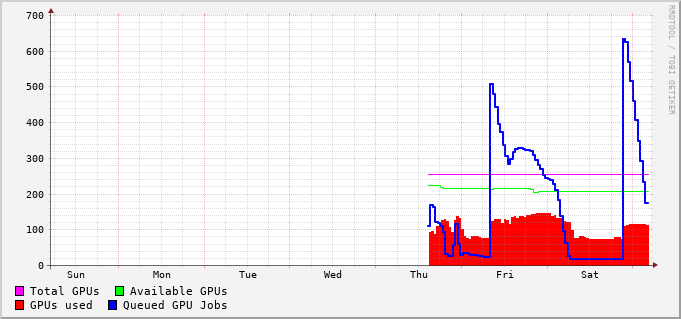 700
600
500
400
300
200
100
0
Sun Mon Tue Wed Thu Fri Sat
RRDTOOL / TOBI OETIKER
Total GPUs Available GPUs
GPUs used Queued GPU Jobs